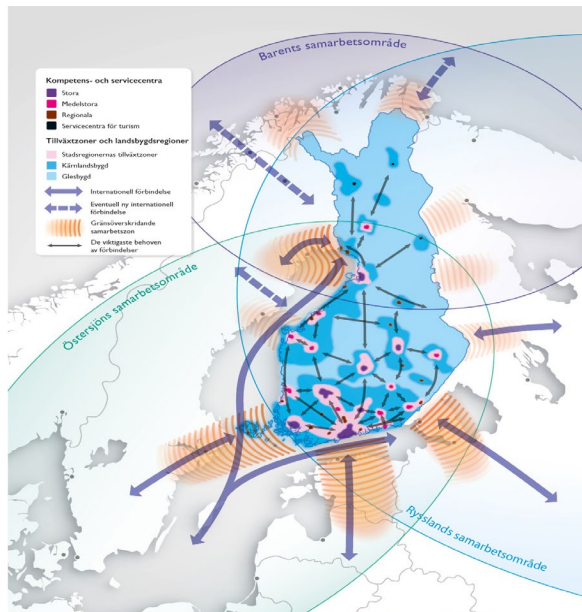 Barents samarbetsområde
Kompetens- och servicecentra
Stora
Medelstora
Regionala
Servicecentra för turism
Tillväxtzoner och landsbygdsregioner
Stadsregionernas tillväxtzoner
Kärnlandsbygd
Glesbygd
Internationell förbindelse
Eventuell ny internationell
förbindelse
Gränsöverskridande
samarbetszon
De viktigaste behoven
av förbindelser
Östersjöns samarbetsområde
Rysslands samarbetsområde